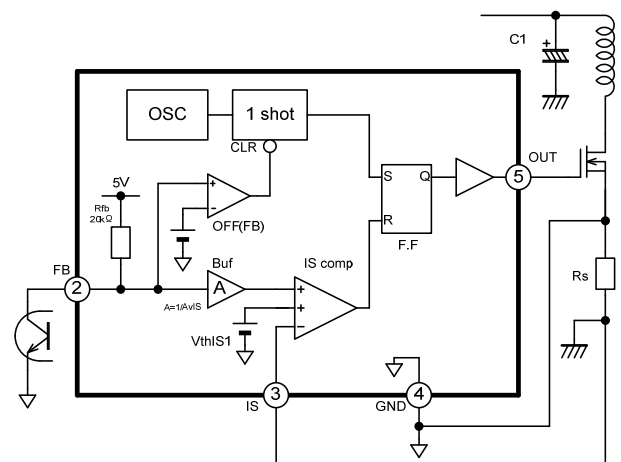 C1
+
OSC
1 shot
CLR
OUT
5V
Rfb
20kΩ
+
-
OFF(FB)
S
Q
R
F.F
5
FB
2
Buf
A
A=1/AvIS
IS comp
+
+
-
VthIS1
Rs
3
IS
4
GND